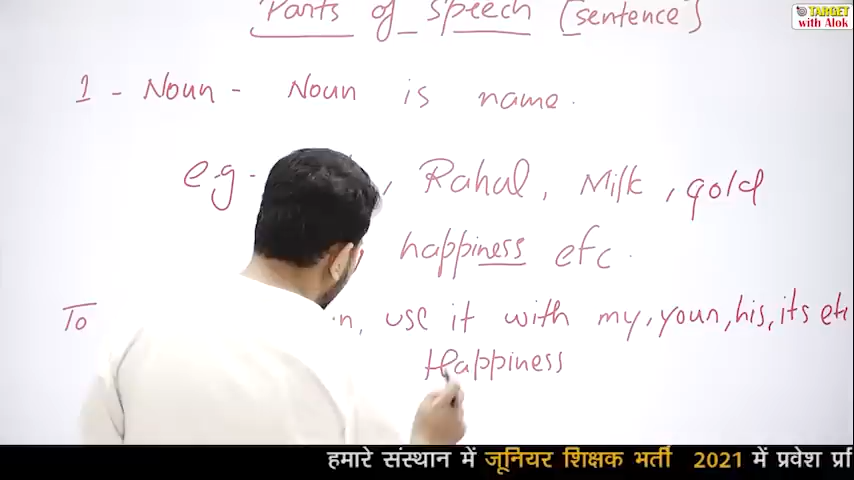 TARGET
with Alok
Parts of Speech [sentence]
1 - Noun - Noun is name.
e.g - , Rahul, Milk, gold
happiness etc.
To n, use it with my, your, his, its etc
Happiness
हमारे संस्थान में जूनियर शिक्षक भर्ती 2021 में प्रवेश